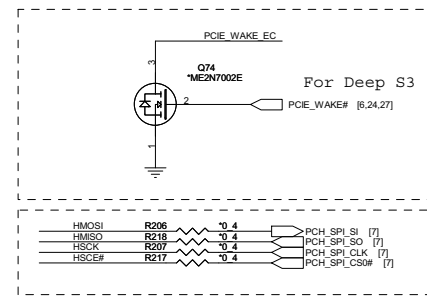 PCIE_WAKE_EC
3
Q74
*ME2N7002E
For Deep S3
2
PCIE_WAKE# [6,24,27]
1
HMOSI R206 *0_4 PCH_SPI_SI [7]
HMISO R218 *0_4 PCH_SPI_SO [7]
HSCK R207 *0_4 PCH_SPI_CLK [7]
HSCE# R217 *0_4 PCH_SPI_CS0# [7]